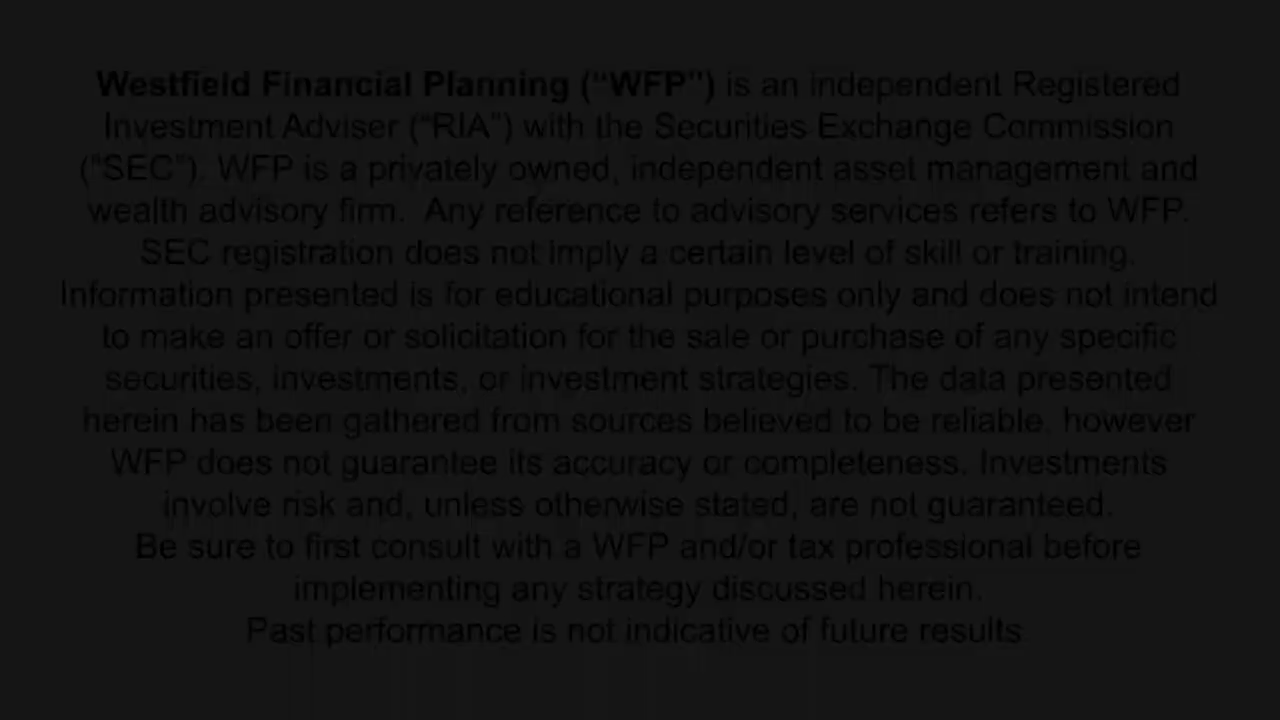 Westfield Financial Planning (“WFP”) is an independent Registered
Investment Adviser (“RIA”) with the Securities Exchange Commission
("SEC"). WFP is a privately owned, independent asset management and
wealth advisory firm.  Any reference to advisory services refers to WFP.
SEC registration does not imply a certain level of skill or training.
Information presented is for educational purposes only and does not intend
to make an offer or solicitation for the sale or purchase of any specific
securities, investments, or investment strategies. The data presented
herein has been gathered from sources believed to be reliable, however
WFP does not guarantee its accuracy or completeness. Investments
involve risk and, unless otherwise stated, are not guaranteed.
Be sure to first consult with a WFP and/or tax professional before
implementing any strategy discussed herein.
Past performance is not indicative of future results